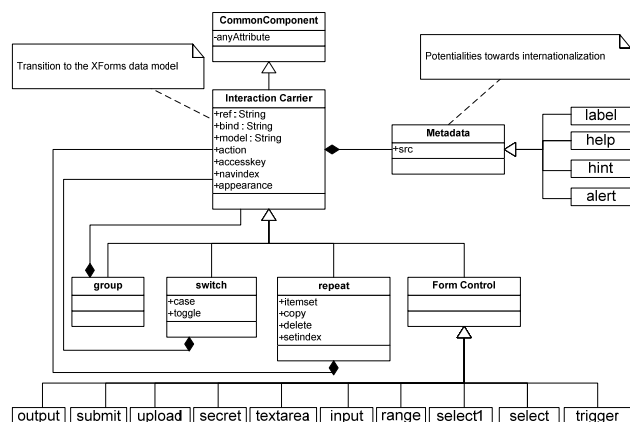 CommonComponent
-anyAttribute
Transition to the XForms data model
Potentialities towards internationalization
Interaction Carrier
+ref : String
+bind : String
+model : String
+action
+accesskey
+navindex
+appearance
Metadata
+src
label
help
hint
alert
group
switch
+case
+toggle
repeat
+itemset
+copy
+delete
+setindex
Form Control
output
submit
upload
secret
textarea
input
range
select1
select
trigger